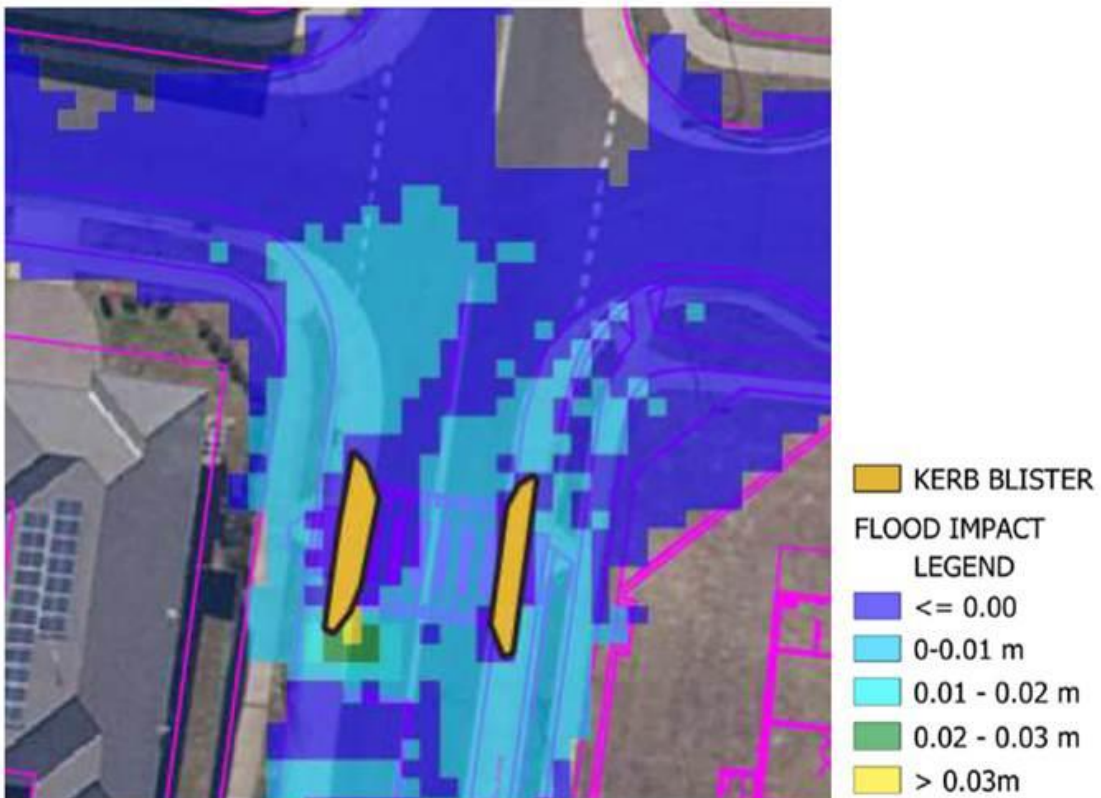 KERB BLISTER
FLOOD IMPACT
LEGEND
<= 0.00
0-0.01 m
0.01 - 0.02 m
0.02 - 0.03 m
> 0.03m